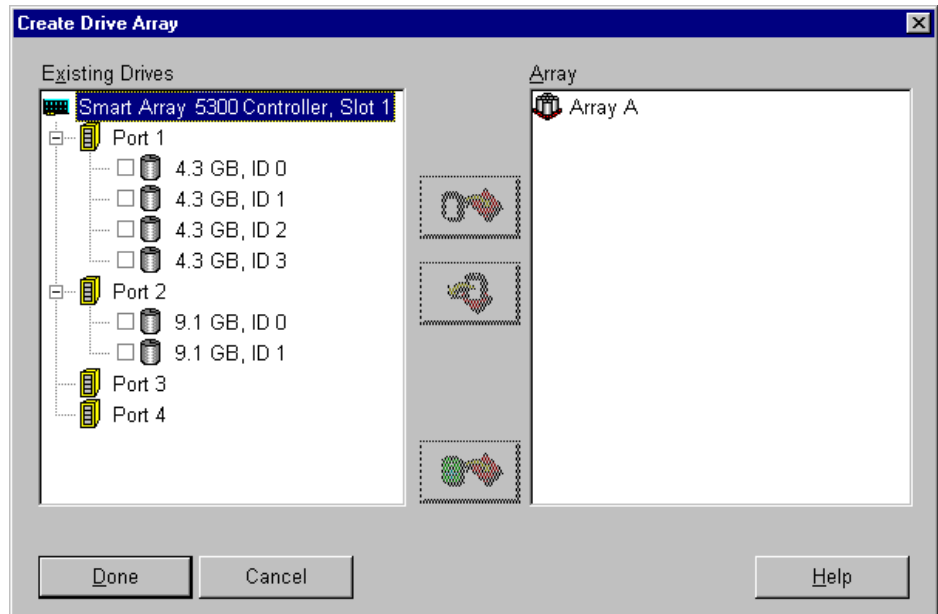 Create Drive Array
Existing Drives
Smart Array 5300 Controller, Slot 1
Port 1
4.3 GB, ID 0
4.3 GB, ID 1
4.3 GB, ID 2
4.3 GB, ID 3
Port 2
9.1 GB, ID 0
9.1 GB, ID 1
Port 3
Port 4
Array
Array A
Done
Cancel
Help